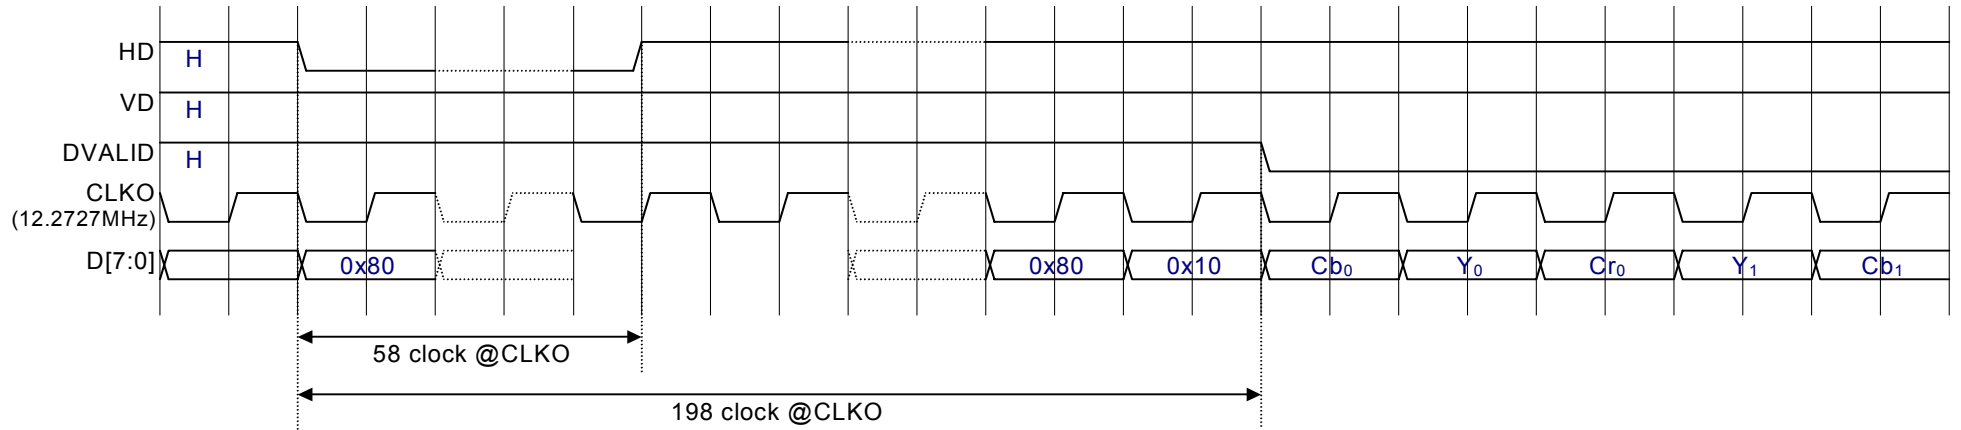 HD H
VD H
DVALID H
CLKO
(12.2727MHz)
D[7:0] 0x80 0x80 0x10 Cb0 Y0 Cr0 Y1 Cb1
58 clock @CLKO
198 clock @CLKO